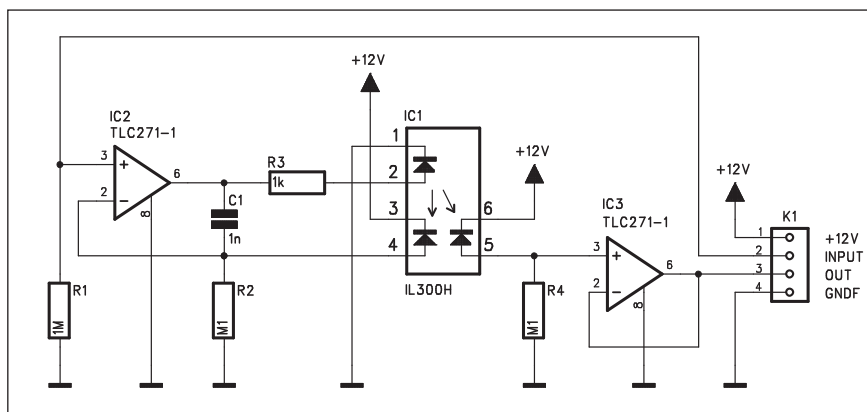 +12V
IC1
IC2
TLC271-1
3
+
2
−
6
8
R3
1k
C1
1n
1
2
3
4
6
5
IL300H
+12V
IC3
TLC271-1
3
+
2
−
6
8
R1
1M
R2
M1
R4
M1
+12V
K1
1
+12V
2
INPUT
3
OUT
4
GNDF